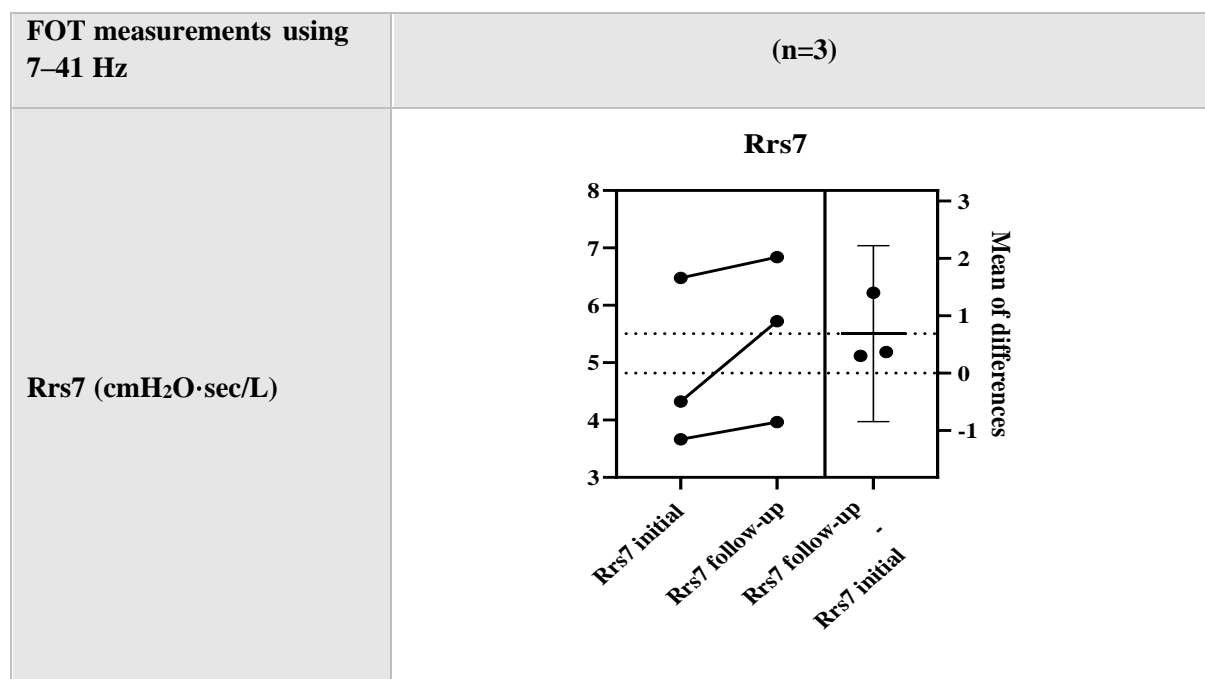 FOT measurements using
7–41 Hz
(n=3)
Rrs7 (cmH₂O·sec/L)
Rrs7
8
7
6
5
4
3
3
2
1
0
-1
Mean of differences
Rrs7 initial
Rrs7 follow-up
Rrs7 follow-up
-
Rrs7 initial